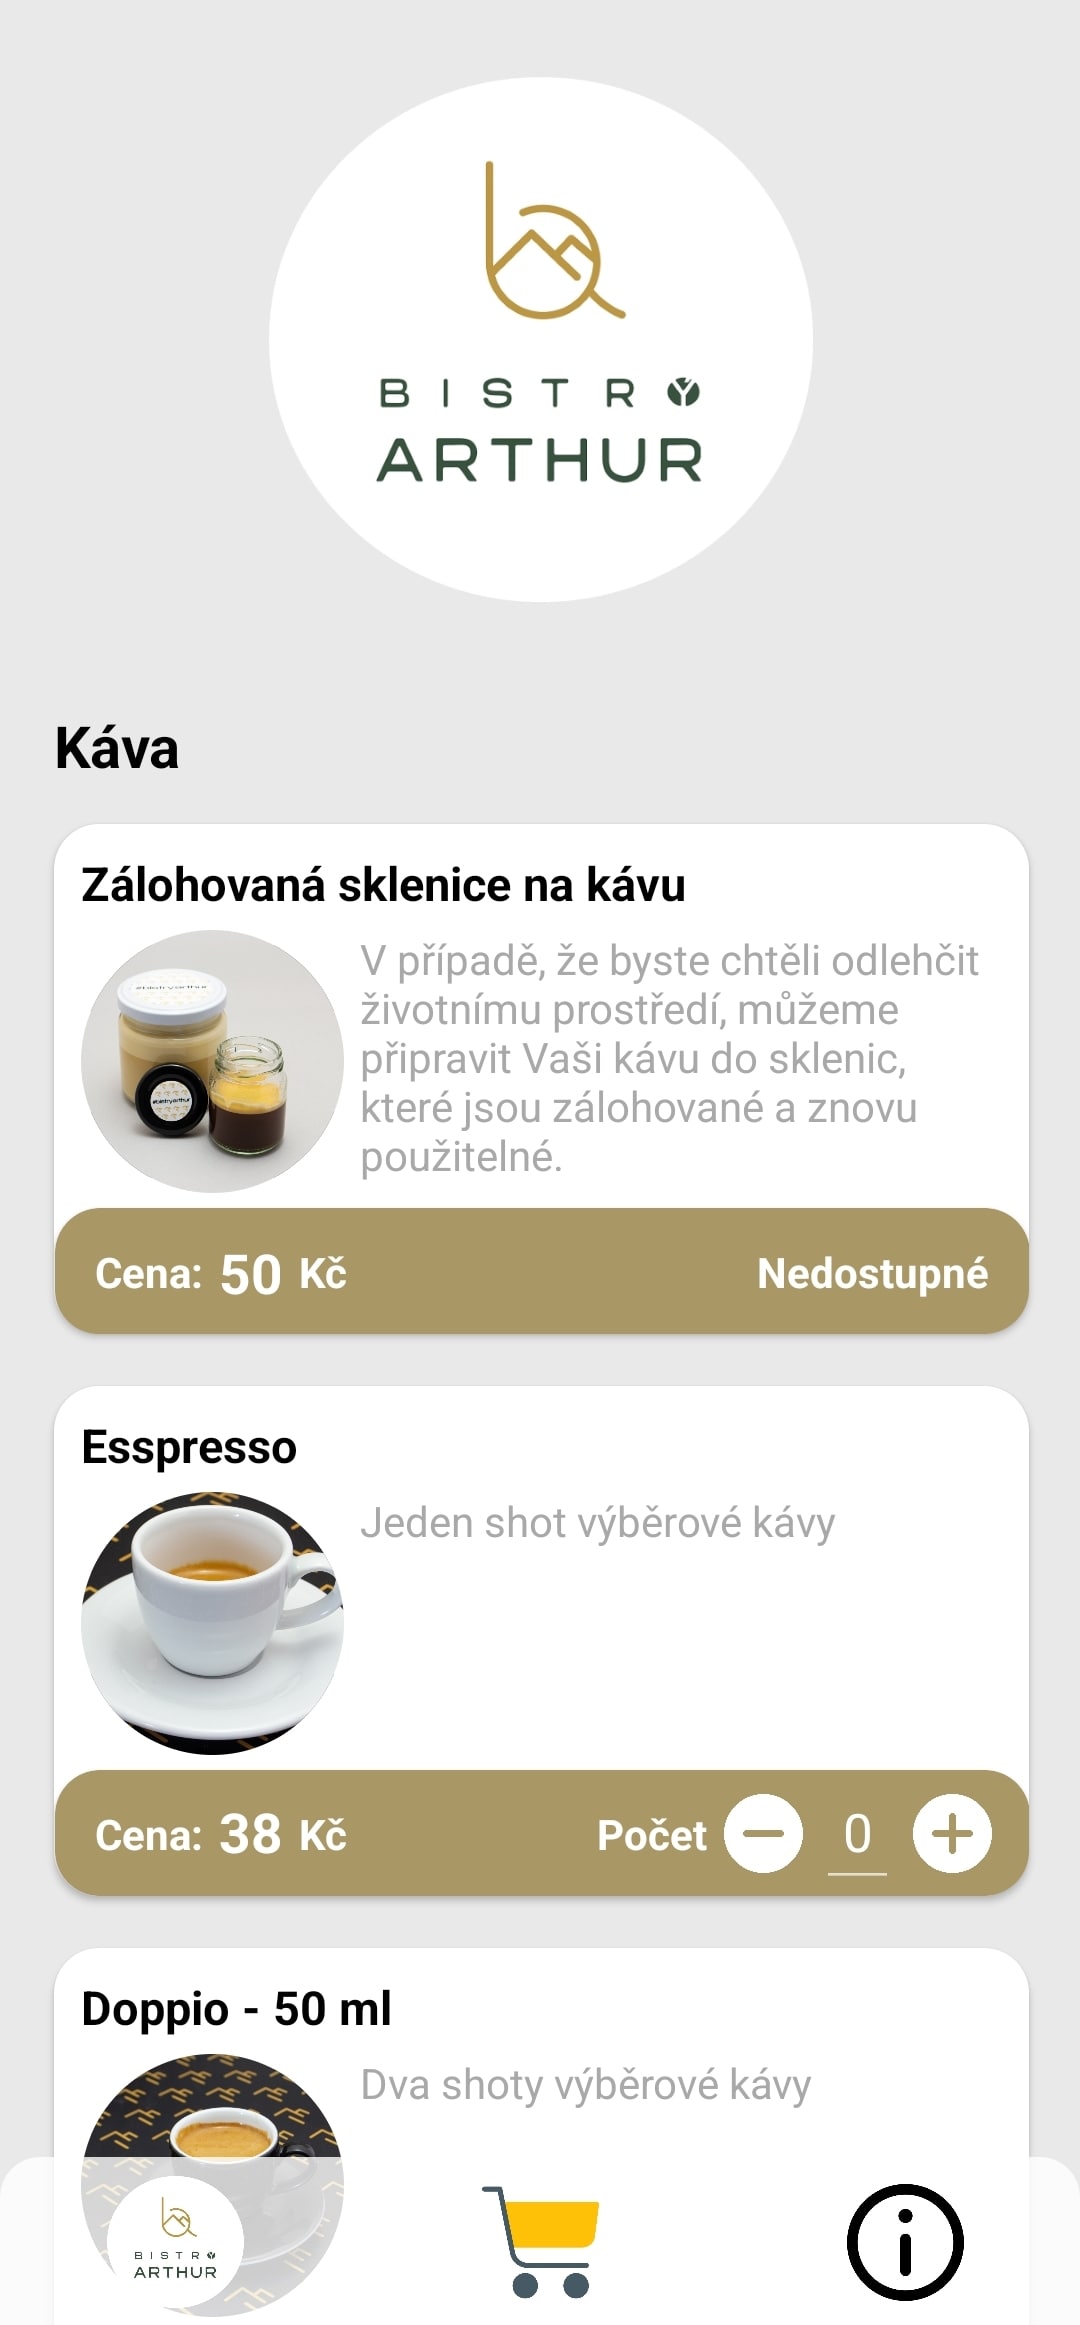 BISTRO
ARTHUR
Káva
Zálohovaná sklenice na kávu
#bistryarthur
#bistryarthur
V případě, že byste chtěli odlehčit
životnímu prostředí, můžeme
připravit Vaši kávu do sklenic,
které jsou zálohované a znovu
použitelné.
Cena: 50 Kč
Nedostupné
Esspresso
Jeden shot výběrové kávy
Cena: 38 Kč
Počet 0
Doppio - 50 ml
Dva shoty výběrové kávy
BISTRO
ARTHUR